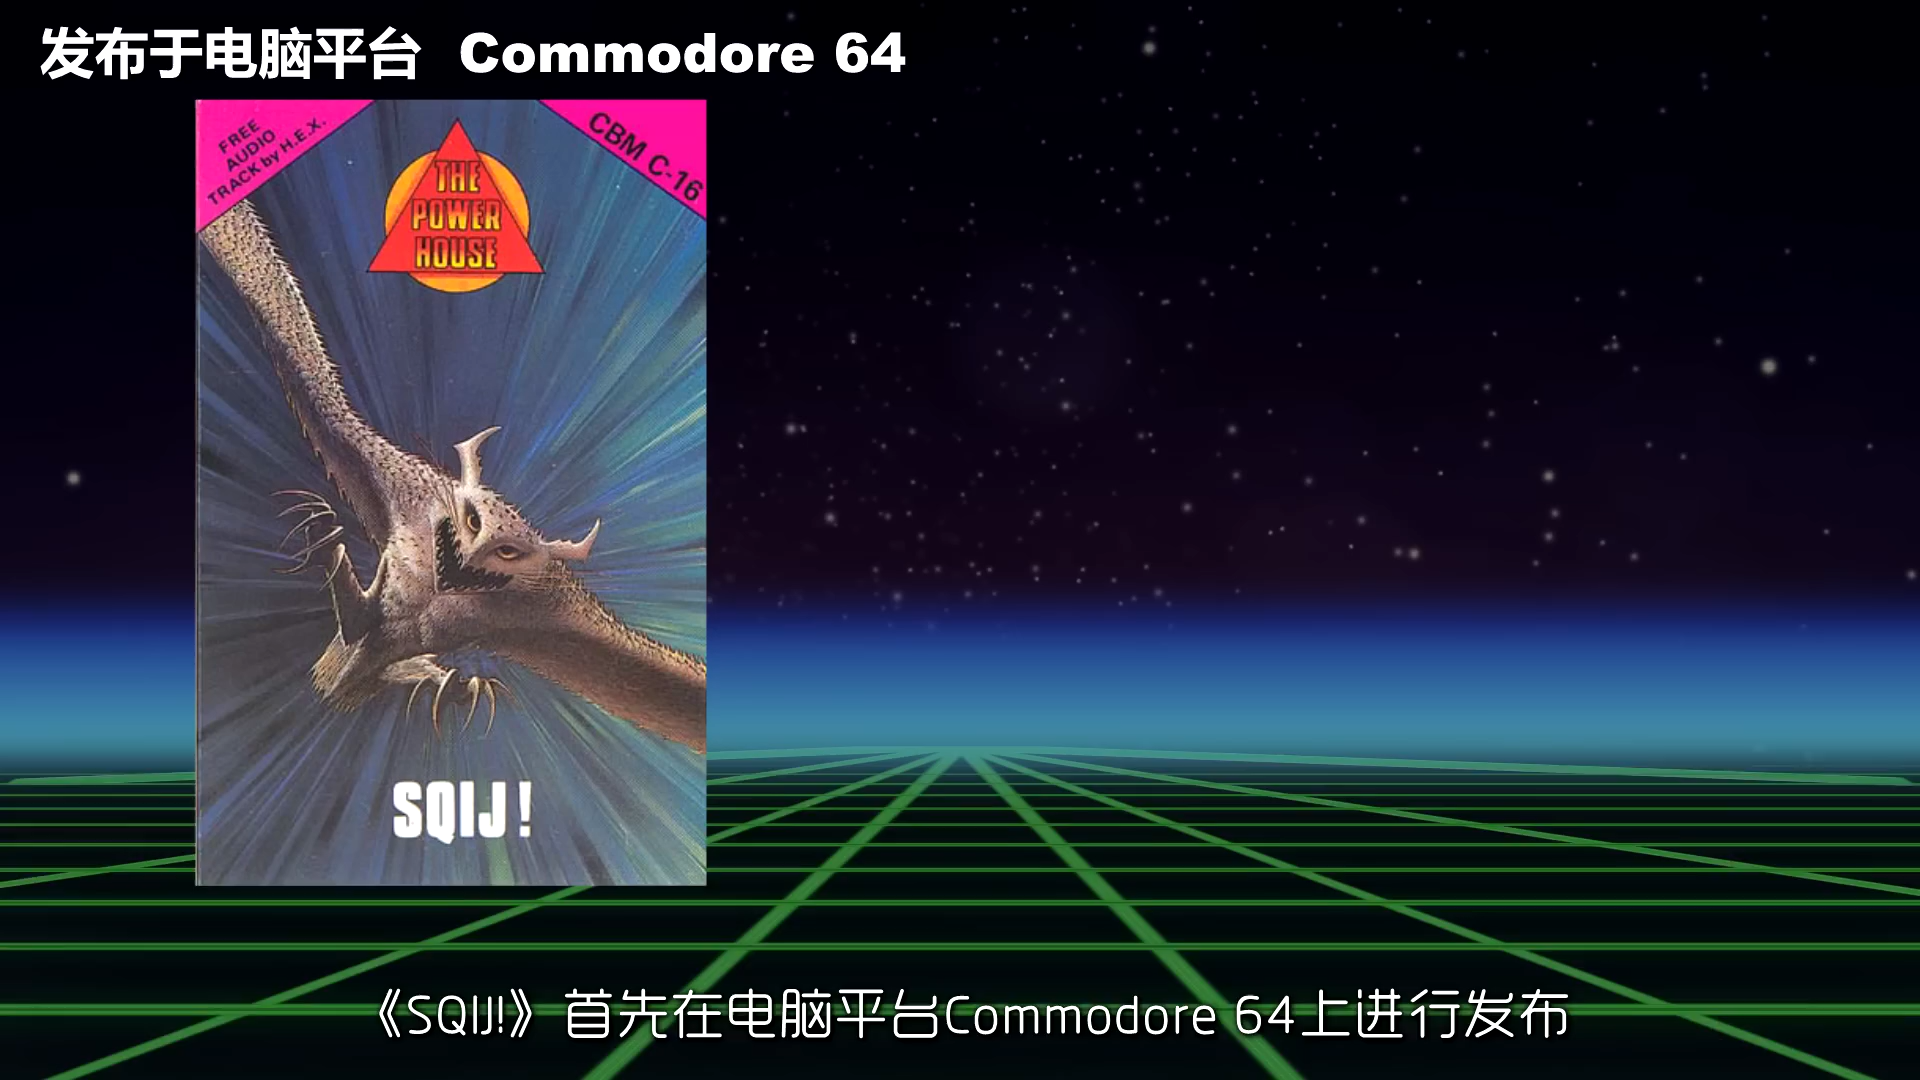 发布于电脑平台 Commodore 64
FREE
AUDIO
TRACK by H.E.X.
CBM C-16
THE
POWER
HOUSE
SQIJ!
《SQIJ!》首先在电脑平台Commodore 64上进行发布